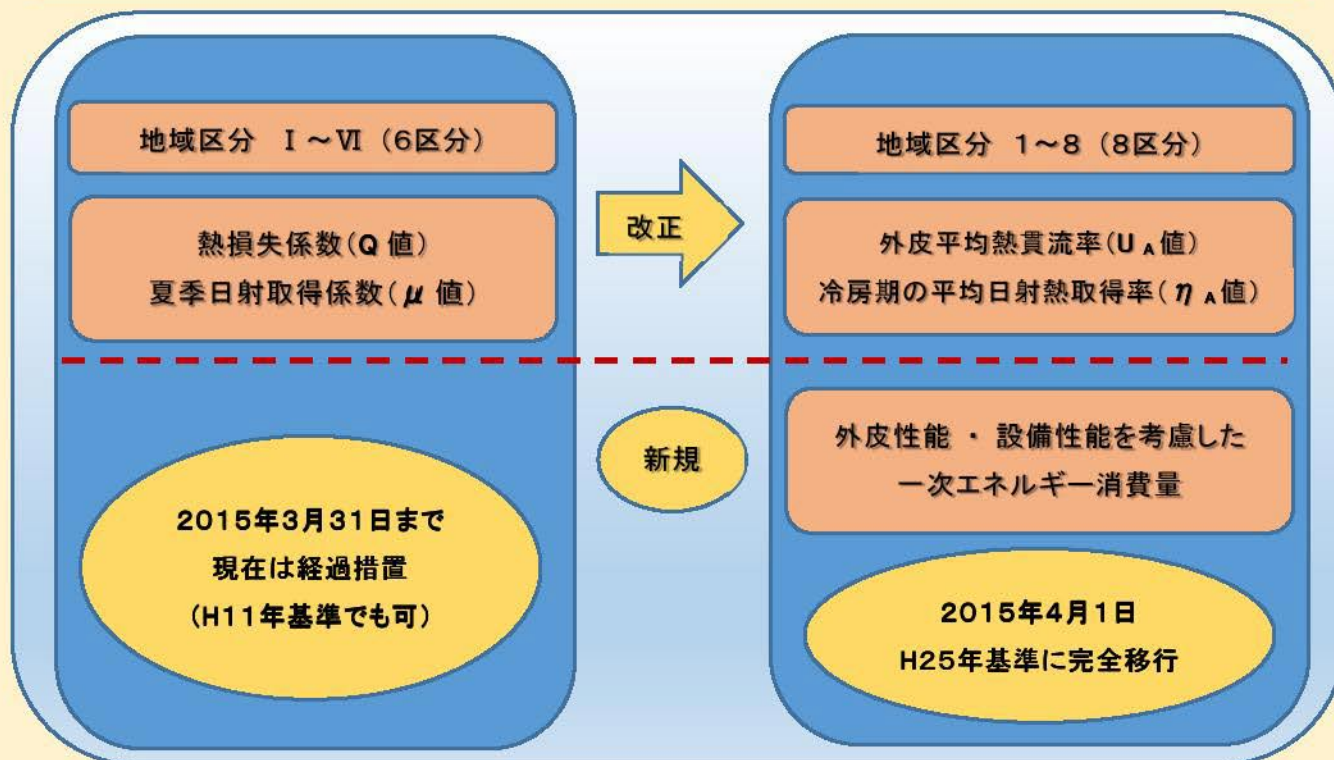 地域区分 Ⅰ～Ⅵ（6区分）
熱損失係数（Q 値）
夏季日射取得係数（μ 値）
2015年3月31日まで
現在は経過措置
（H11年基準でも可）
改正
新規
地域区分 1～8（8区分）
外皮平均熱貫流率（U A 値）
冷房期の平均日射熱取得率（η A 値）
外皮性能 ・ 設備性能を考慮した
一次エネルギー消費量
2015年4月1日
H25年基準に完全移行